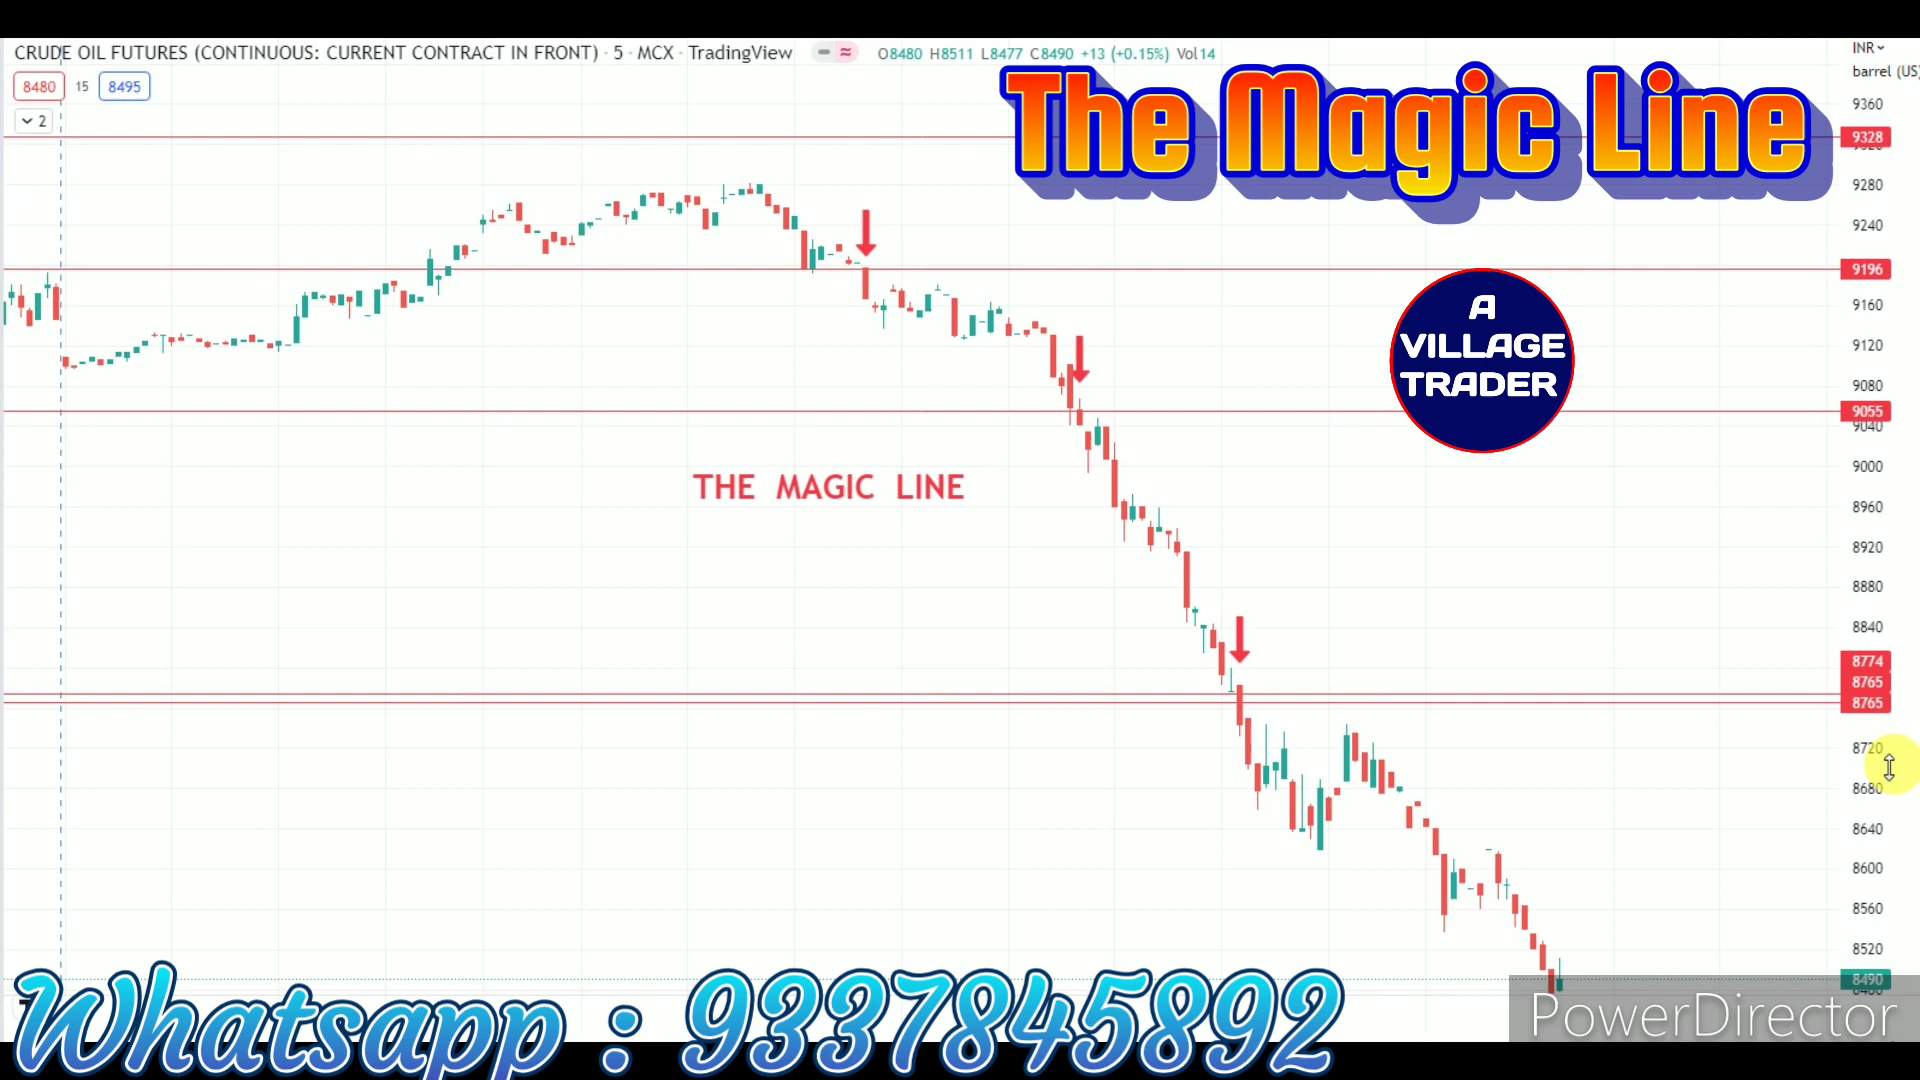 CRUDE OIL FUTURES (CONTINUOUS: CURRENT CONTRACT IN FRONT) · 5 · MCX · TradingView
O8480 H8511 L8477 C8490 +13 (+0.15%) Vol14
INR
barrel (US
8480 15 8495
2
The Magic Line
9360
9328
9280
9240
9196
9160
A
VILLAGE
TRADER
9120
9080
9055
9040
THE MAGIC LINE
9000
8960
8920
8880
8840
8774
8765
8765
8720
8680
8640
8600
8560
8520
8490
Whatsapp : 9337845892
PowerDirector